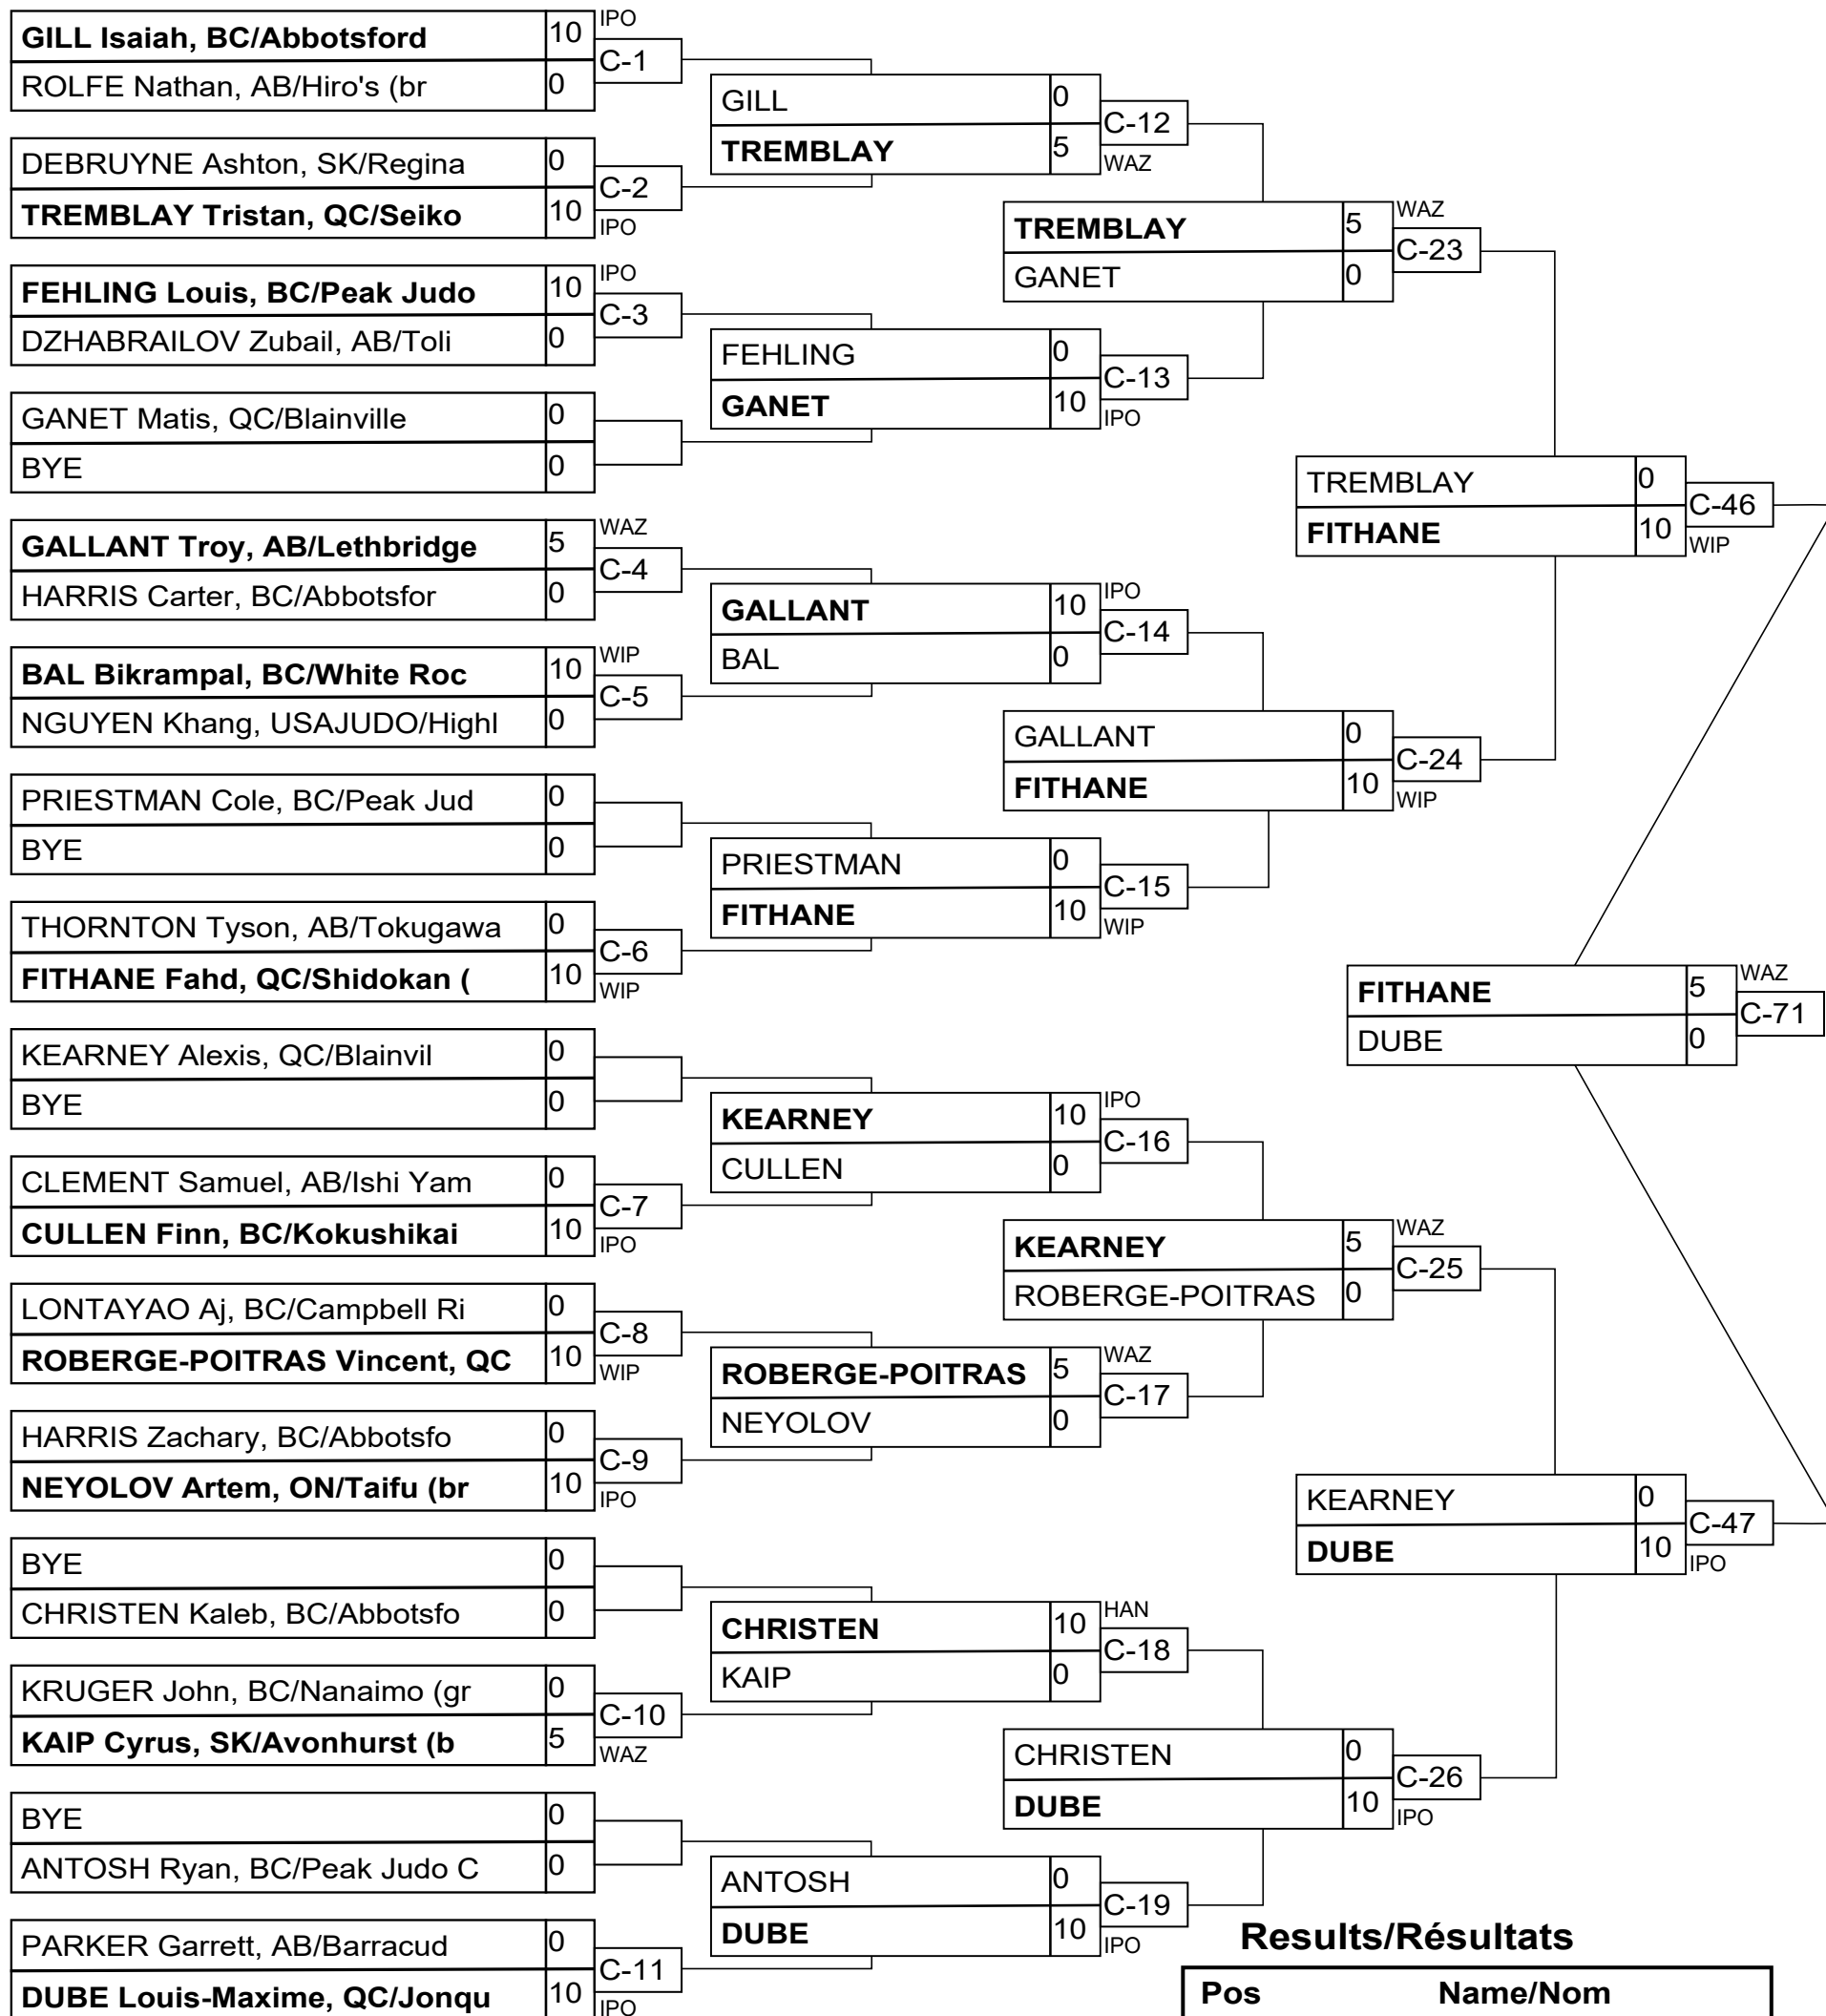 IPO
GILL Isaiah, BC/Abbotsford 10
C-1
ROLFE Nathan, AB/Hiro's (br 0
DEBRUYNE Ashton, SK/Regina 0
C-2
TREMBLAY Tristan, QC/Seiko 10
IPO
IPO
FEHLING Louis, BC/Peak Judo 10
C-3
DZHABRAILOV Zubail, AB/Toli 0
GANET Matis, QC/Blainville 0
BYE 0
WAZ
GALLANT Troy, AB/Lethbridge 5
C-4
HARRIS Carter, BC/Abbotsfor 0
WIP
BAL Bikrampal, BC/White Roc 10
C-5
NGUYEN Khang, USAJUDO/Highl 0
PRIESTMAN Cole, BC/Peak Jud 0
BYE 0
THORNTON Tyson, AB/Tokugawa 0
C-6
FITHANE Fahd, QC/Shidokan ( 10
WIP
KEARNEY Alexis, QC/Blainvil 0
BYE 0
CLEMENT Samuel, AB/Ishi Yam 0
C-7
CULLEN Finn, BC/Kokushikai 10
IPO
LONTAYAO Aj, BC/Campbell Ri 0
C-8
ROBERGE-POITRAS Vincent, QC 10
WIP
HARRIS Zachary, BC/Abbotsfo 0
C-9
NEYOLOV Artem, ON/Taifu (br 10
IPO
BYE 0
CHRISTEN Kaleb, BC/Abbotsfo 0
KRUGER John, BC/Nanaimo (gr 0
C-10
KAIP Cyrus, SK/Avonhurst (b 5
WAZ
BYE 0
ANTOSH Ryan, BC/Peak Judo C 0
PARKER Garrett, AB/Barracud 0
C-11
DUBE Louis-Maxime, QC/Jonqu 10
IPO
GILL 0
C-12
TREMBLAY 5
WAZ
FEHLING 0
C-13
GANET 10
IPO
IPO
GALLANT 10
C-14
BAL 0
PRIESTMAN 0
C-15
FITHANE 10
WIP
IPO
KEARNEY 10
C-16
CULLEN 0
WAZ
ROBERGE-POITRAS 5
C-17
NEYOLOV 0
HAN
CHRISTEN 10
C-18
KAIP 0
ANTOSH 0
C-19
DUBE 10
IPO
WAZ
TREMBLAY 5
C-23
GANET 0
GALLANT 0
C-24
FITHANE 10
WIP
WAZ
KEARNEY 5
C-25
ROBERGE-POITRAS 0
CHRISTEN 0
C-26
DUBE 10
IPO
TREMBLAY 0
C-46
FITHANE 10
WIP
KEARNEY 0
C-47
DUBE 10
IPO
WAZ
FITHANE 5
C-71
DUBE 0
Results/Résultats
Pos Name/Nom